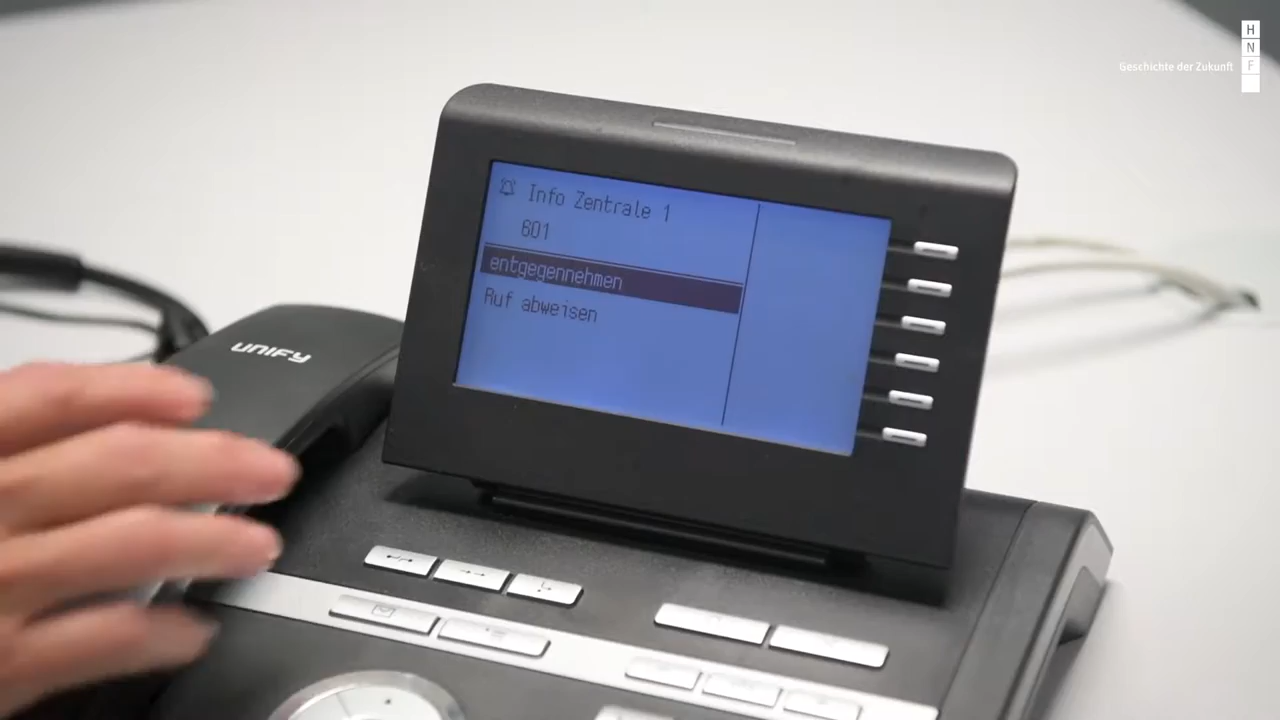 H
N
F
Geschichte der Zukunft
Info Zentrale 1
601
entgegennehmen
Ruf abweisen
UNIFY